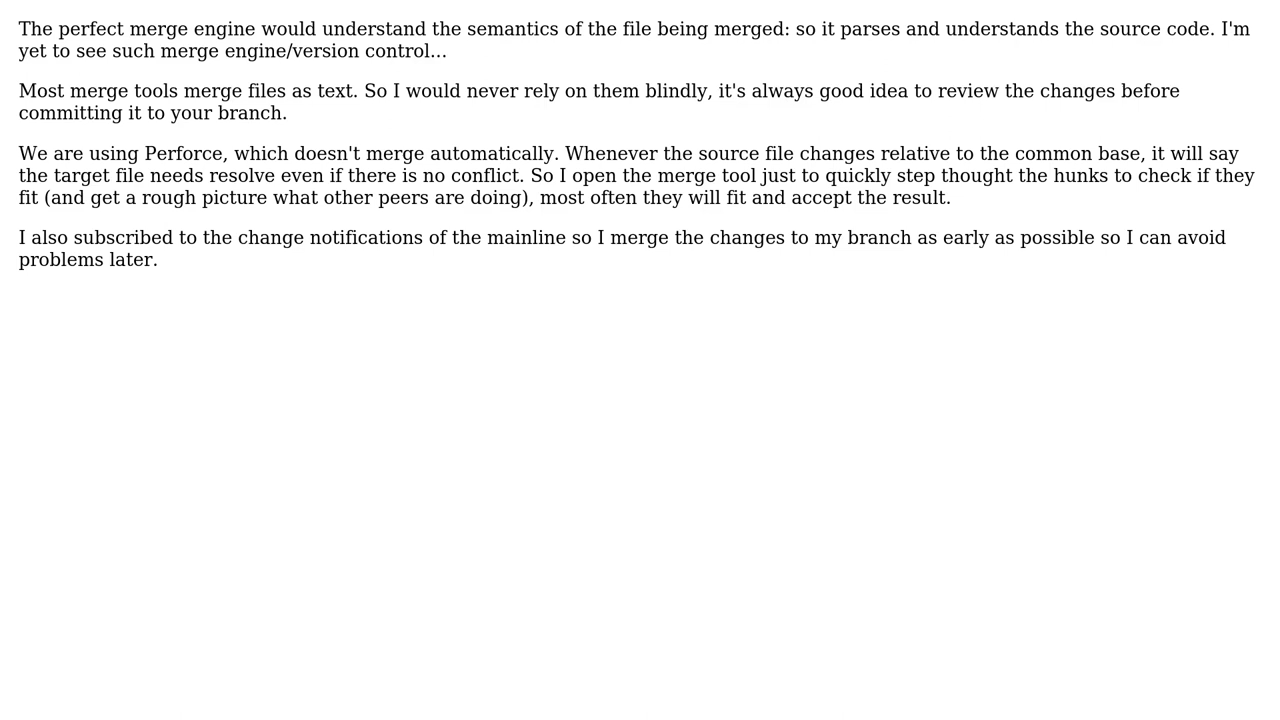 The perfect merge engine would understand the semantics of the file being merged: so it parses and understands the source code. I'm
yet to see such merge engine/version control...
Most merge tools merge files as text. So I would never rely on them blindly, it's always good idea to review the changes before
committing it to your branch.
We are using Perforce, which doesn't merge automatically. Whenever the source file changes relative to the common base, it will say
the target file needs resolve even if there is no conflict. So I open the merge tool just to quickly step thought the hunks to check if they
fit (and get a rough picture what other peers are doing), most often they will fit and accept the result.
I also subscribed to the change notifications of the mainline so I merge the changes to my branch as early as possible so I can avoid
problems later.